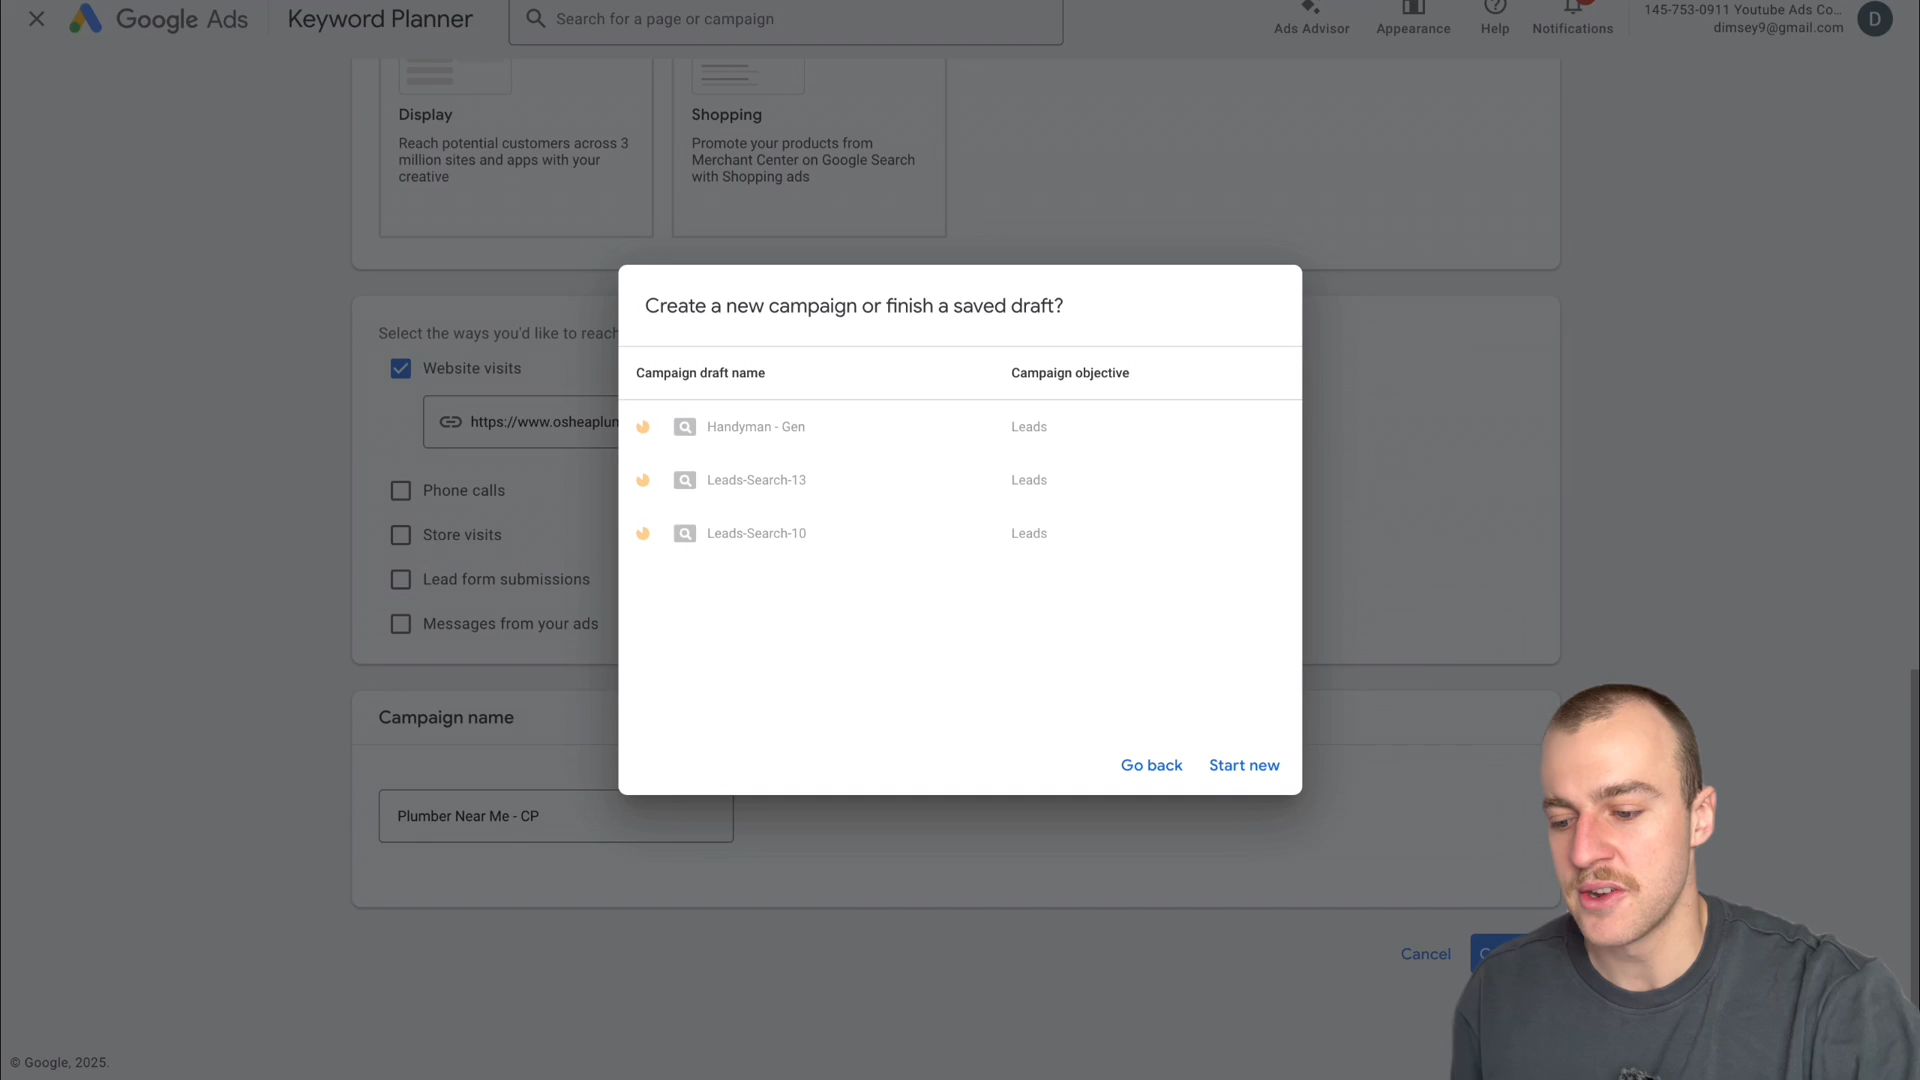 Google Ads
Keyword Planner
Search for a page or campaign
Ads Advisor
Appearance
Help
Notifications
145-753-0911 Youtube Ads Co...
dimsey9@gmail.com
D
Display
Reach potential customers across 3
million sites and apps with your
creative
Shopping
Promote your products from
Merchant Center on Google Search
with Shopping ads
Create a new campaign or finish a saved draft?
Campaign draft name
Campaign objective
Handyman - Gen
Leads
Leads-Search-13
Leads
Leads-Search-10
Leads
Go back
Start new
Select the ways you'd like to reach
Website visits
https://www.osheaplun
Phone calls
Store visits
Lead form submissions
Messages from your ads
Campaign name
Plumber Near Me - CP
Cancel
© Google, 2025.